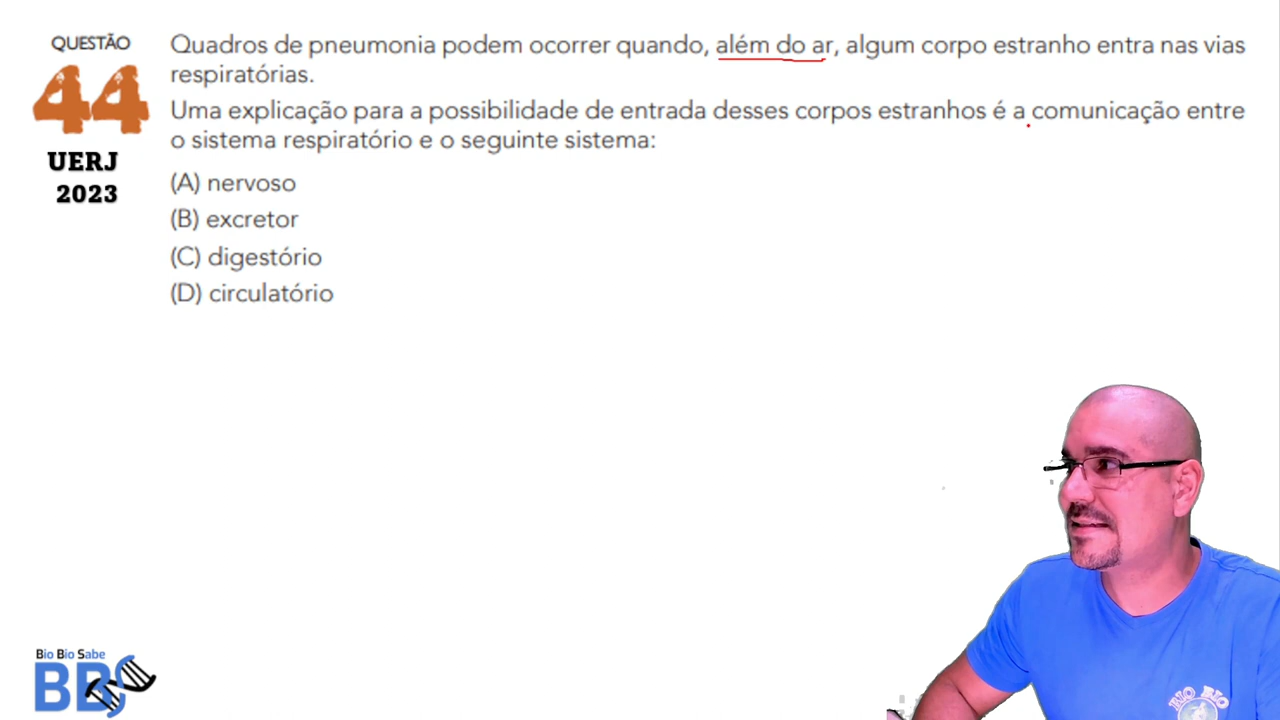 QUESTÃO
44
UERJ
2023
Quadros de pneumonia podem ocorrer quando, além do ar, algum corpo estranho entra nas vias
respiratórias.
Uma explicação para a possibilidade de entrada desses corpos estranhos é a comunicação entre
o sistema respiratório e o seguinte sistema:
(A) nervoso
(B) excretor
(C) digestório
(D) circulatório
Bio Bio Sabe
BBS
BIO BIO